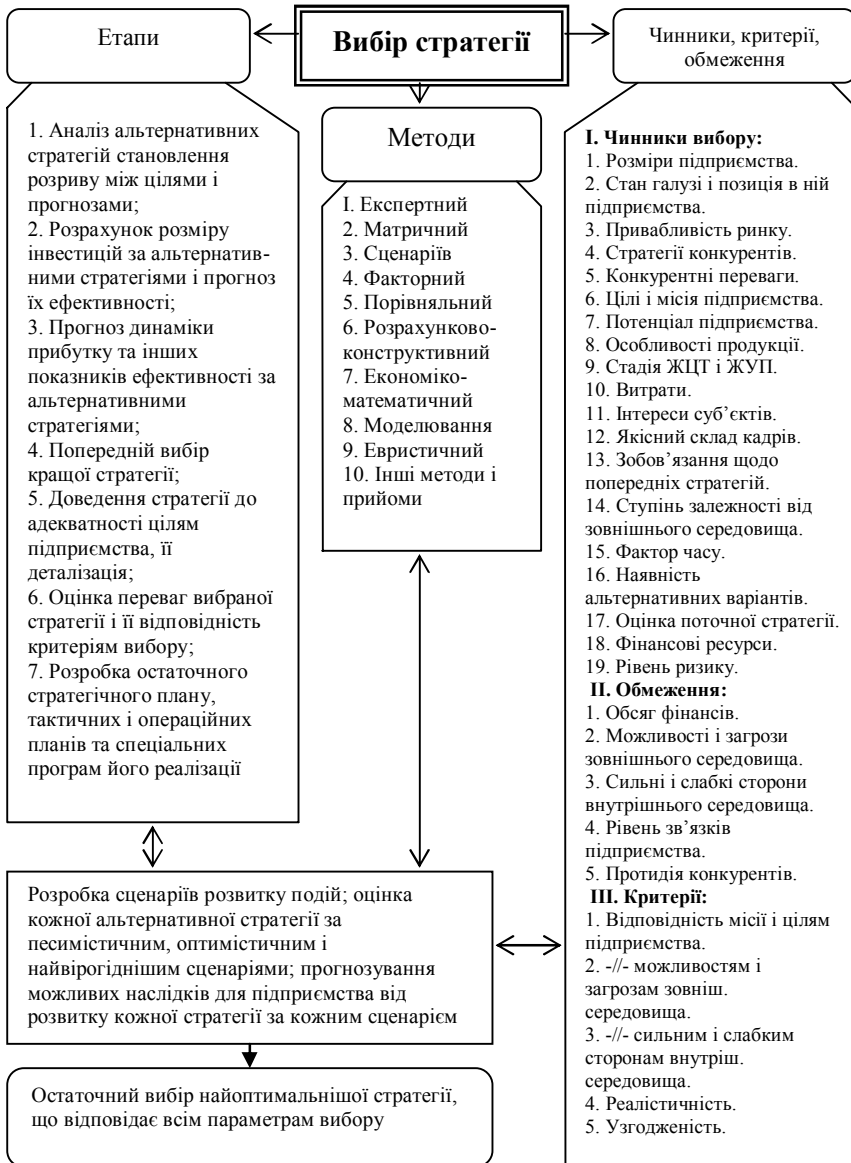 Етапи
Вибір стратегії
Чинники, критерії,
обмеження
1. Аналіз альтернативних
стратегій становлення
розриву між цілями і
прогнозами;
2. Розрахунок розміру
інвестицій за альтернатив-
ними стратегіями і прогноз
їх ефективності;
3. Прогноз динаміки
прибутку та інших
показників ефективності за
альтернативними
стратегіями;
4. Попередній вибір
кращої стратегії;
5. Доведення стратегії до
адекватності цілям
підприємства, її
деталізація;
6. Оцінка переваг вибраної
стратегії і її відповідність
критеріям вибору;
7. Розробка остаточного
стратегічного плану,
тактичних і операційних
планів та спеціальних
програм його реалізації
Методи
І. Експертний
2. Матричний
3. Сценаріїв
4. Факторний
5. Порівняльний
6. Розрахунково-
конструктивний
7. Економіко-
математичний
8. Моделювання
9. Евристичний
10. Інші методи і
прийоми
І. Чинники вибору:
1. Розміри підприємства.
2. Стан галузі і позиція в ній
підприємства.
3. Привабливість ринку.
4. Стратегії конкурентів.
5. Конкурентні переваги.
6. Цілі і місія підприємства.
7. Потенціал підприємства.
8. Особливості продукції.
9. Стадія ЖЦТ і ЖУП.
10. Витрати.
11. Інтереси суб’єктів.
12. Якісний склад кадрів.
13. Зобов’язання щодо
попередніх стратегій.
14. Ступінь залежності від
зовнішнього середовища.
15. Фактор часу.
16. Наявність
альтернативних варіантів.
17. Оцінка поточної стратегії.
18. Фінансові ресурси.
19. Рівень ризику.
ІІ. Обмеження:
1. Обсяг фінансів.
2. Можливості і загрози
зовнішнього середовища.
3. Сильні і слабкі сторони
внутрішнього середовища.
4. Рівень зв’язків
підприємства.
5. Протидія конкурентів.
ІІІ. Критерії:
1. Відповідність місії і цілям
підприємства.
2. -//- можливостям і
загрозам зовніш.
середовища.
3. -//- сильним і слабким
сторонам внутріш.
середовища.
4. Реалістичність.
5. Узгодженість.
Розробка сценаріїв розвитку подій; оцінка
кожної альтернативної стратегії за
песимістичним, оптимістичним і
найвірогіднішим сценаріями; прогнозування
можливих наслідків для підприємства від
розвитку кожної стратегії за кожним сценарієм
Остаточний вибір найоптимальнішої стратегії,
що відповідає всім параметрам вибору